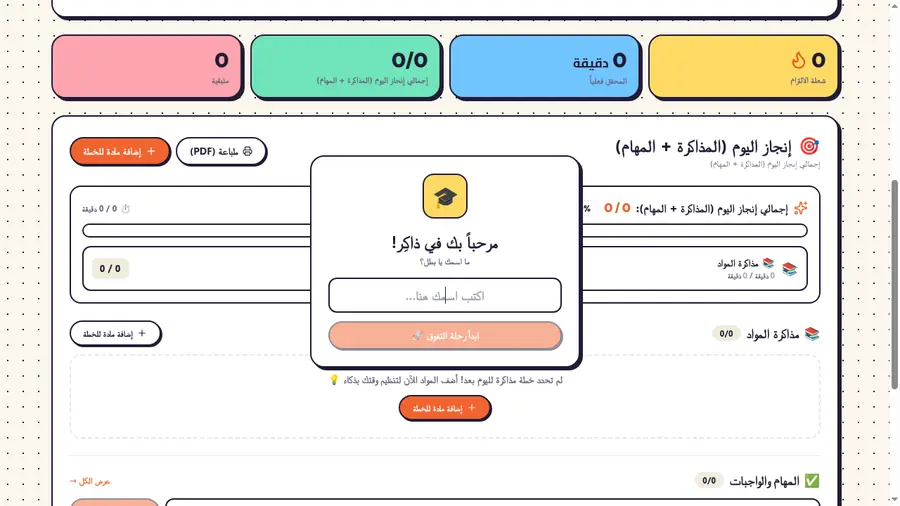 0
شعلة الالتزام
0 دقيقة
المحقق فعلياً
0/0
إجمالي إنجاز اليوم (المذاكرة + المهام)
0
متبقية
🎯 إنجاز اليوم (المذاكرة + المهام)
إجمالي إنجاز اليوم (المذاكرة + المهام)
طباعة (PDF)
+ إضافة مادة للخطة
إجمالي إنجاز اليوم (المذاكرة + المهام): 0 / 0
%
0 / 0 دقيقة
📚 مذاكرة المواد
0 دقيقة / 0 دقيقة
0 / 0
مرحباً بك في ذاكِر!
ما اسمك يا بطل؟
اكتب اسمك هنا...
ابدأ رحلة التفوق 🚀
📚 مذاكرة المواد 0/0
+ إضافة مادة للخطة
لم تحدد خطة مذاكرة لليوم بعد! أضف المواد الآن لتنظيم وقتك بذكاء 💡
+ إضافة مادة للخطة
✅ المهام والواجبات 0/0
عرض الكل →